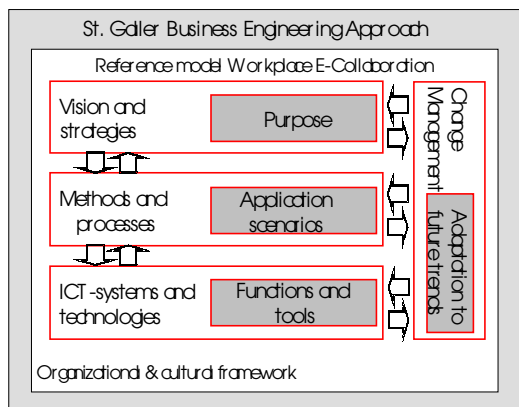 St. Galler Business Engineering Approach
Reference model Workplace E-Collaboration
Vision and
strategies
Purpose
Methods and
processes
Application
scenarios
ICT-systems and
technologies
Functions and
tools
Change
Management
Adaptation to
future trends
Organizational & cultural framework